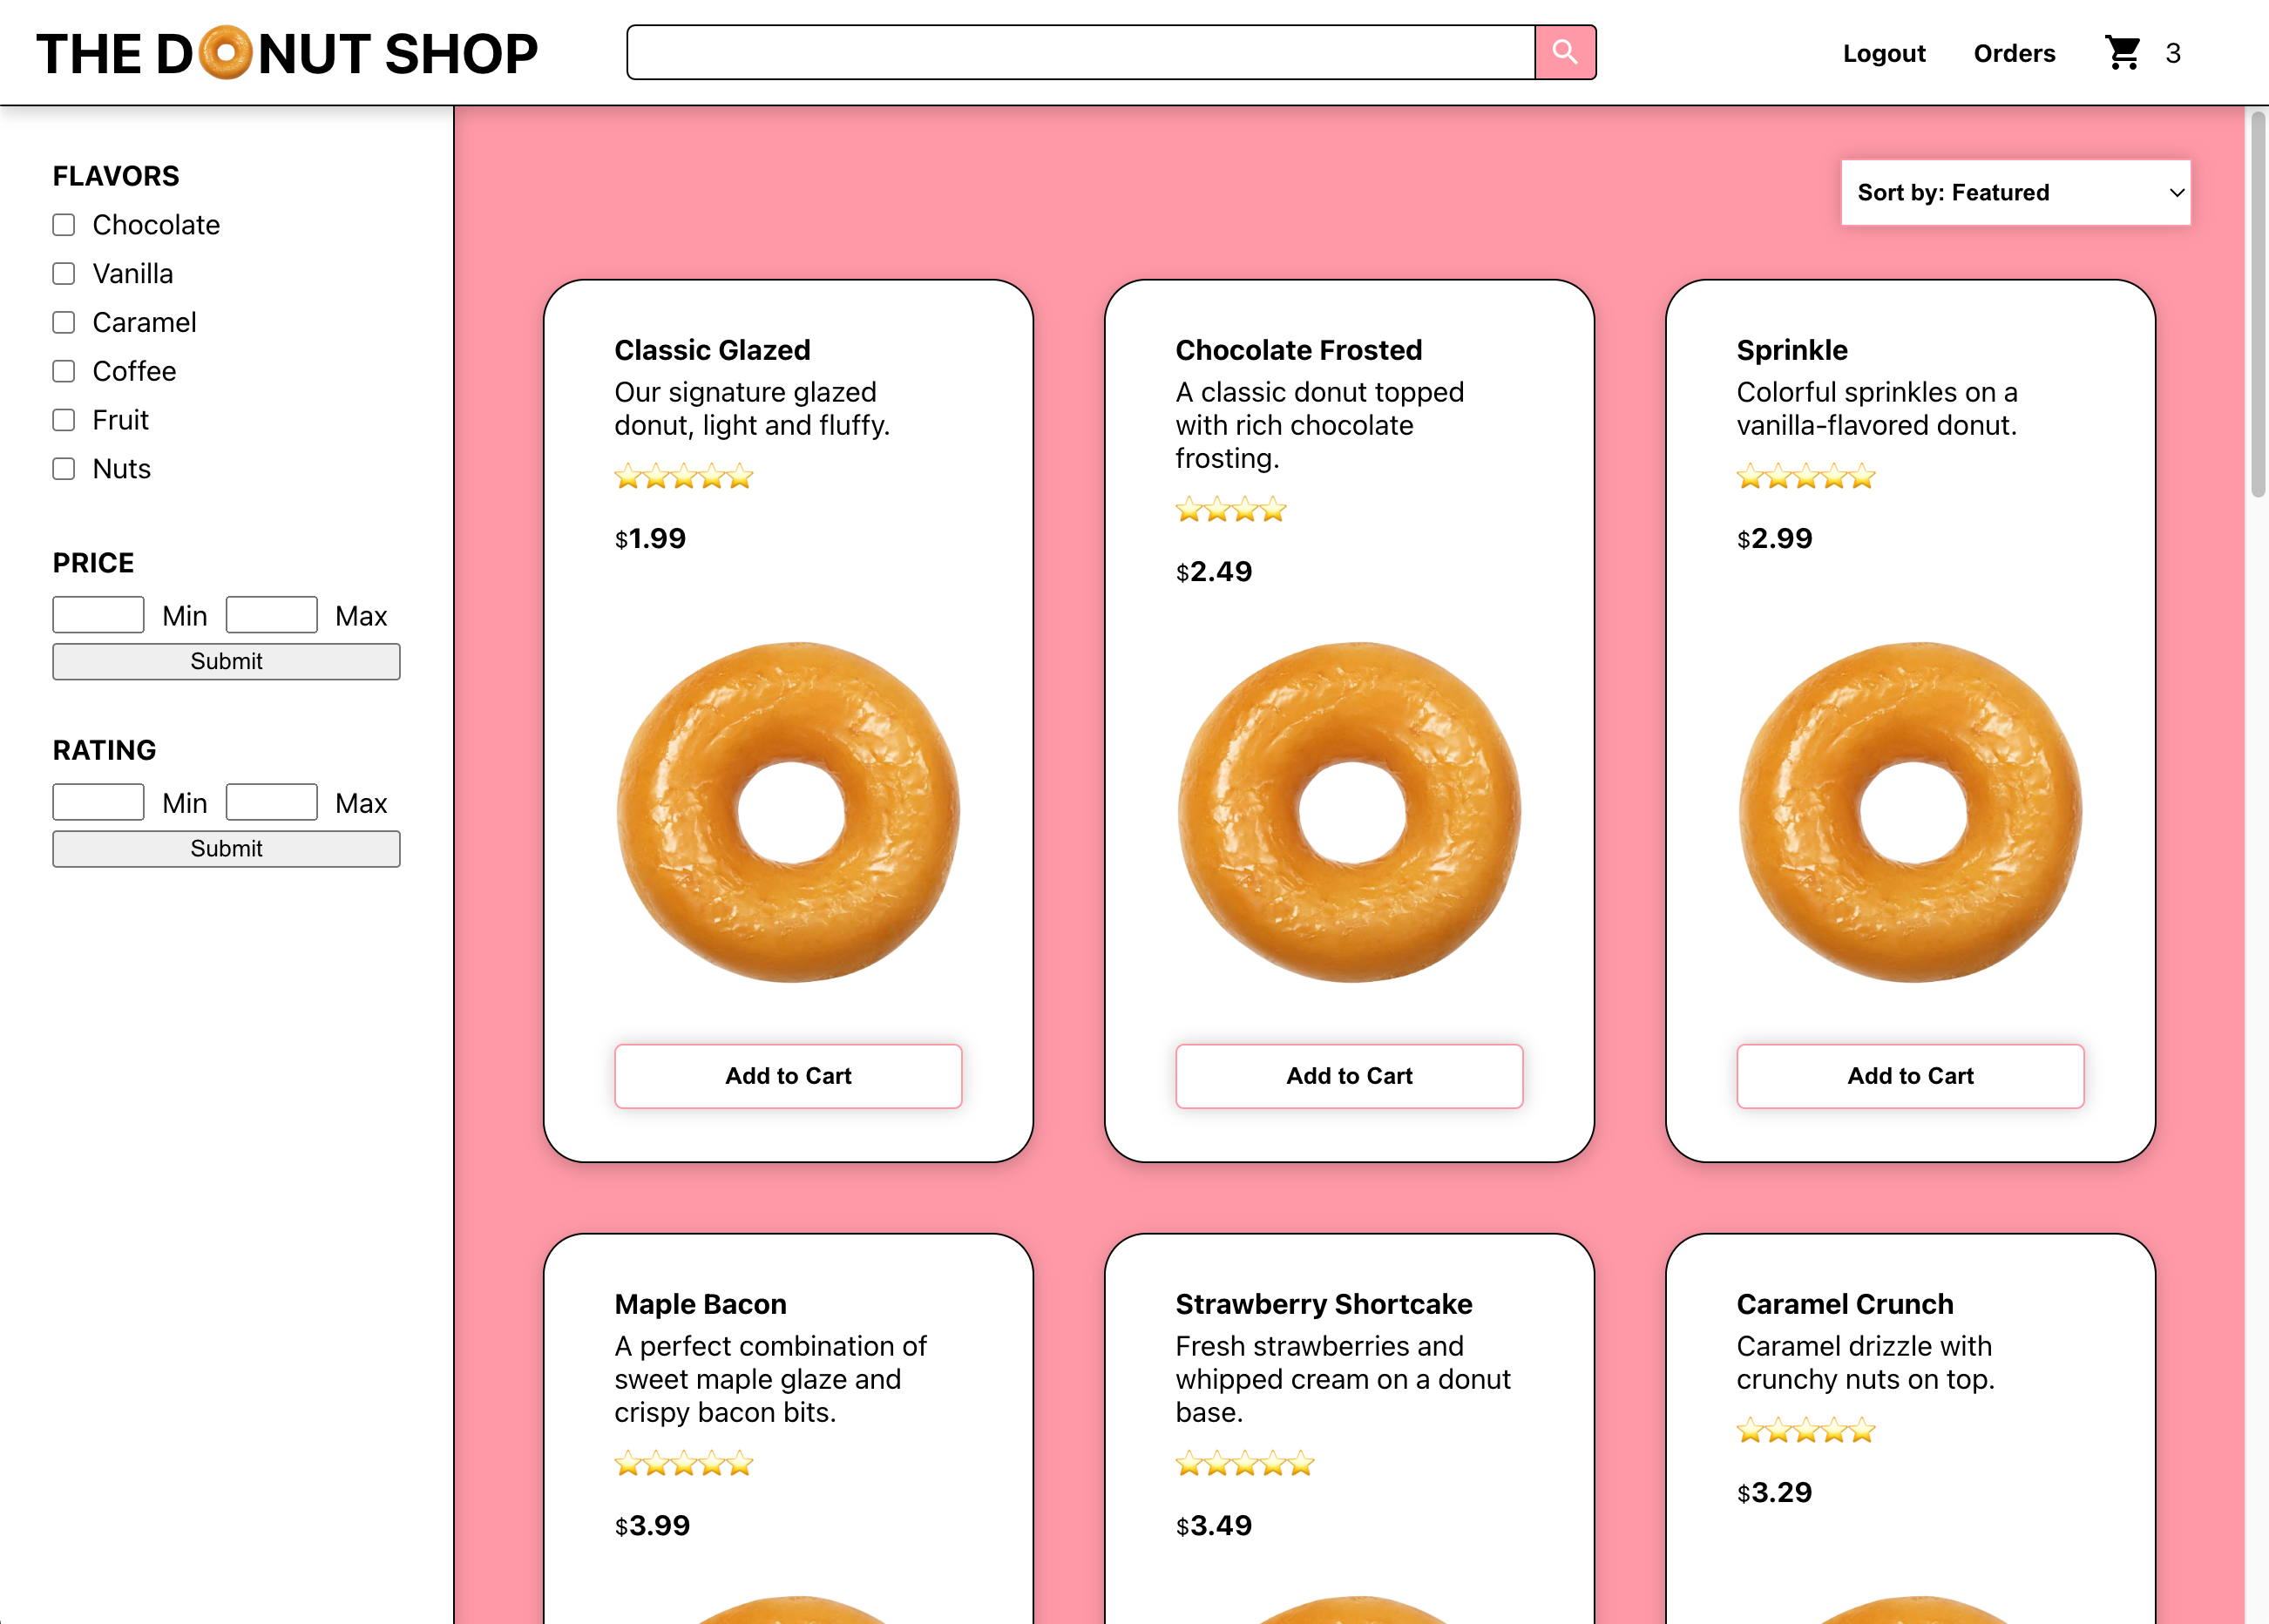 THE DONUT SHOP
Logout
Orders
3
FLAVORS
Chocolate
Vanilla
Caramel
Coffee
Fruit
Nuts
PRICE
Min
Max
Submit
RATING
Min
Max
Submit
Sort by: Featured
Classic Glazed
Our signature glazed
donut, light and fluffy.
$1.99
Add to Cart
Chocolate Frosted
A classic donut topped
with rich chocolate
frosting.
$2.49
Add to Cart
Sprinkle
Colorful sprinkles on a
vanilla-flavored donut.
$2.99
Add to Cart
Maple Bacon
A perfect combination of
sweet maple glaze and
crispy bacon bits.
$3.99
Strawberry Shortcake
Fresh strawberries and
whipped cream on a donut
base.
$3.49
Caramel Crunch
Caramel drizzle with
crunchy nuts on top.
$3.29